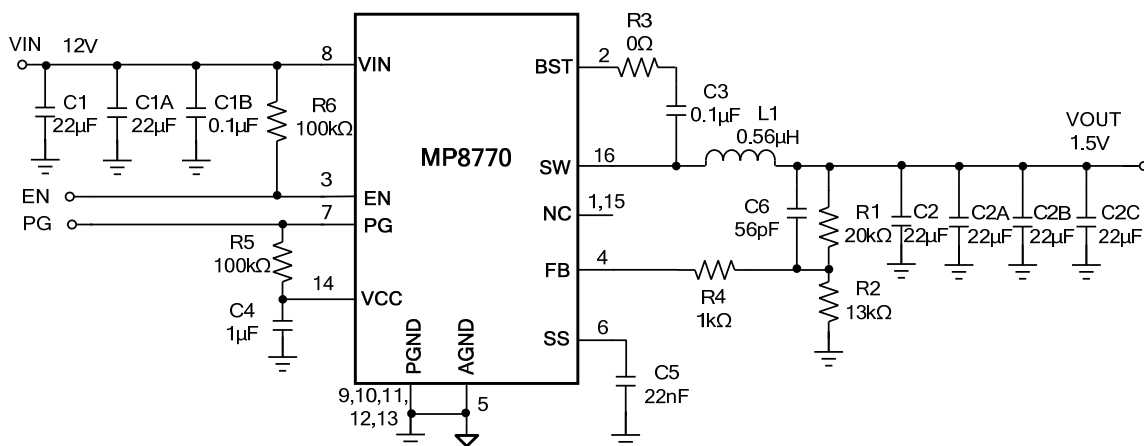 VIN 12V
8
VIN
C1
22µF
C1A
22µF
C1B
0.1µF
R6
100kΩ
EN
3
EN
PG
7
PG
R5
100kΩ
14
VCC
C4
1µF
MP8770
PGND
AGND
9,10,11,
12,13
5
BST
2
R3
0Ω
C3
0.1µF
L1
0.56µH
SW
16
NC
1,15
FB
4
R4
1kΩ
C6
56pF
R1
20kΩ
R2
13kΩ
SS
6
C5
22nF
C2
22µF
C2A
22µF
C2B
22µF
C2C
22µF
VOUT
1.5V